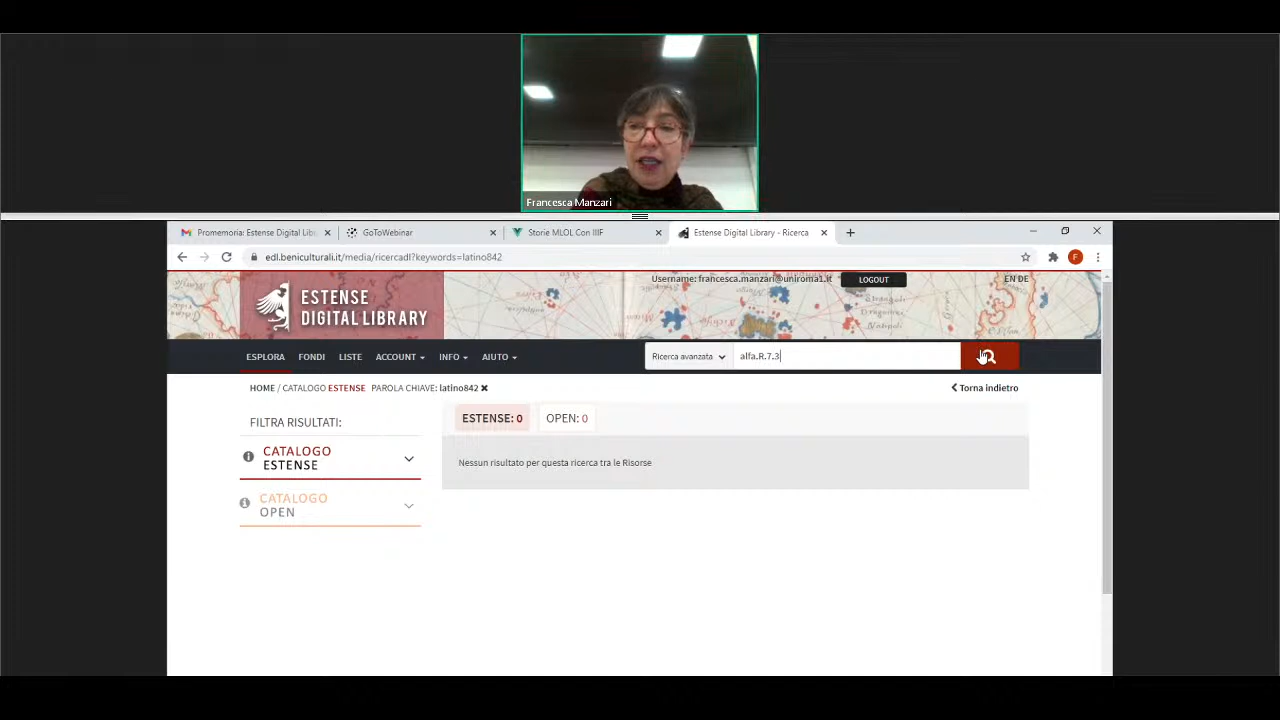 Francesca Manzari
Promemoria: Estense Digital Libr
GoToWebinar
Storie MLOL Con IIIF
Estense Digital Library - Ricerca
edl.beniculturali.it/media/ricercadl?keywords=latino842
F
Username: francesca.manzari@uniroma1.it
LOGOUT
EN DE
ESTENSE
DIGITAL LIBRARY
ESPLORA FONDI LISTE ACCOUNT INFO AIUTO
Ricerca avanzata
alfa.R.7.3
HOME / CATALOGO ESTENSE PAROLA CHIAVE: latino842 ✖
Torna indietro
FILTRA RISULTATI:
ESTENSE: 0
OPEN: 0
CATALOGO
ESTENSE
Nessun risultato per questa ricerca tra le Risorse
CATALOGO
OPEN